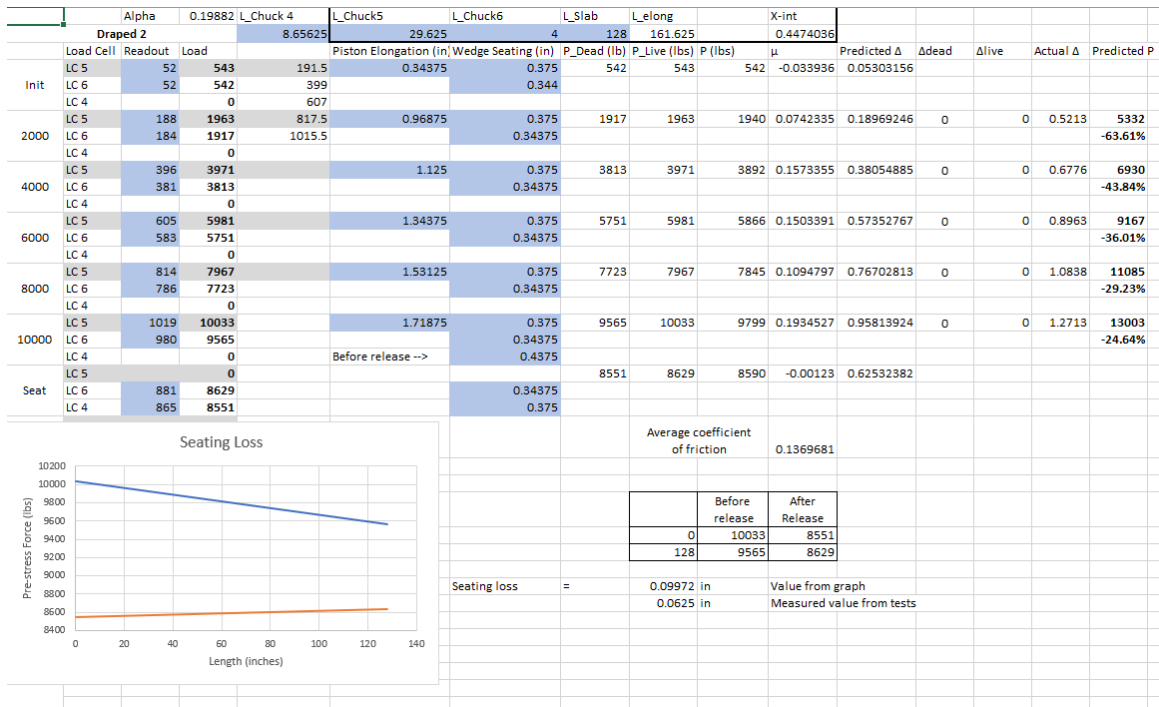 Alpha 0.19882 L_Chuck 4 L_Chuck5 L_Chuck6 L_Slab L_elong X-int
Draped 2 8.65625 29.625 4 128 161.625 0.4474036
Load Cell Readout Load Piston Elongation (in) Wedge Seating (in) P_Dead (lb) P_Live (lbs) P (lbs) μ Predicted Δ Δdead Δlive Actual Δ Predicted P
LC 5 52 543 191.5 0.34375 0.375 542 543 542 -0.033936 0.05303156
Init LC 6 52 542 399 0.344
LC 4 0 607
LC 5 188 1963 817.5 0.96875 0.375 1917 1963 1940 0.0742335 0.18969246 0 0 0.5213 5332
2000 LC 6 184 1917 1015.5 0.34375 -63.61%
LC 4 0
LC 5 396 3971 1.125 0.375 3813 3971 3892 0.1573355 0.38054885 0 0 0.6776 6930
4000 LC 6 381 3813 0.34375 -43.84%
LC 4 0
LC 5 605 5981 1.34375 0.375 5751 5981 5866 0.1503391 0.57352767 0 0 0.8963 9167
6000 LC 6 583 5751 0.34375 -36.01%
LC 4 0
LC 5 814 7967 1.53125 0.375 7723 7967 7845 0.1094797 0.76702813 0 0 1.0838 11085
8000 LC 6 786 7723 0.34375 -29.23%
LC 4 0
LC 5 1019 10033 1.71875 0.375 9565 10033 9799 0.1934527 0.95813924 0 0 1.2713 13003
10000 LC 6 980 9565 0.34375 -24.64%
LC 4 0 Before release --> 0.4375
LC 5 0 8551 8629 8590 -0.00123 0.62532382
Seat LC 6 881 8629 0.34375
LC 4 865 8551 0.375
Seating Loss
10200
10000
9800
9600
9400
9200
9000
8800
8600
8400
Pre-stress Force (lbs)
0 20 40 60 80 100 120 140
Length (inches)
Average coefficient
of friction 0.1369681
Before After
release Release
0 10033 8551
128 9565 8629
Seating loss = 0.09972 in Value from graph
0.0625 in Measured value from tests